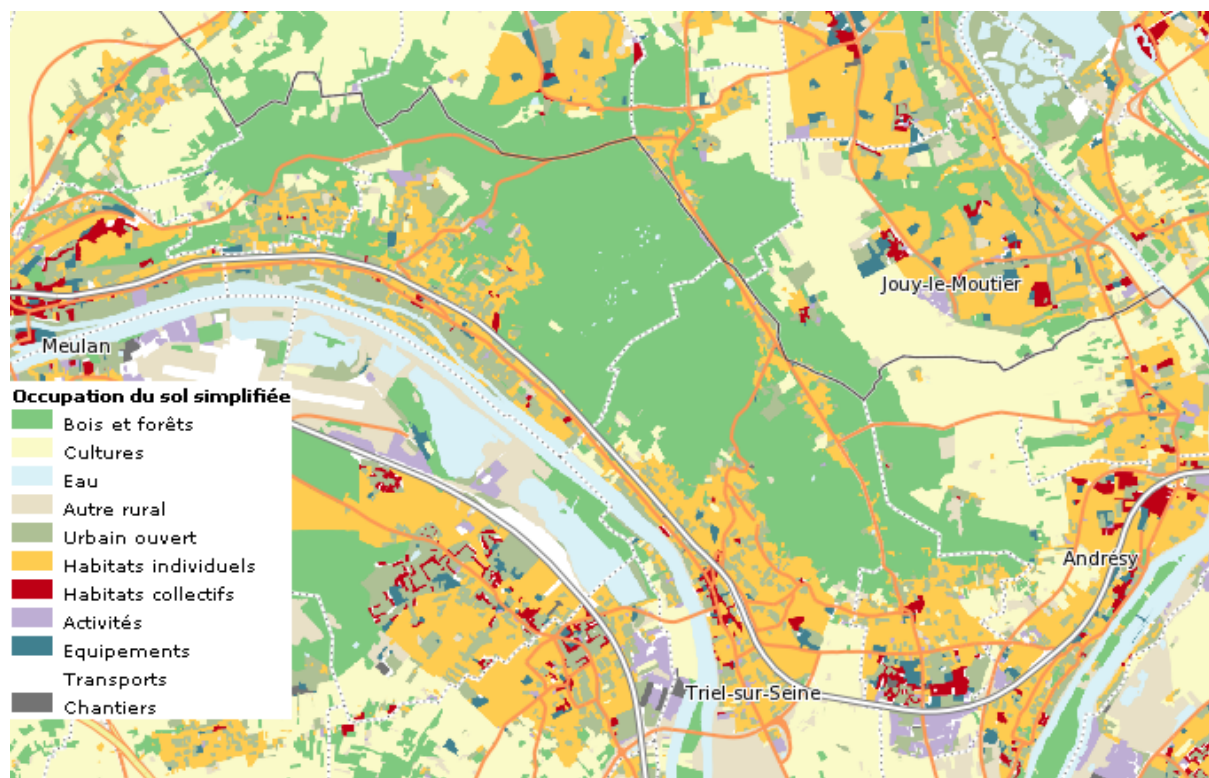 Jouy-le-Moutier
Meulan
Occupation du sol simplifiée
Bois et forêts
Cultures
Eau
Autre rural
Urbain ouvert
Habitats individuels
Habitats collectifs
Activités
Equipements
Transports
Chantiers
Andrésy
Triel-sur-Seine